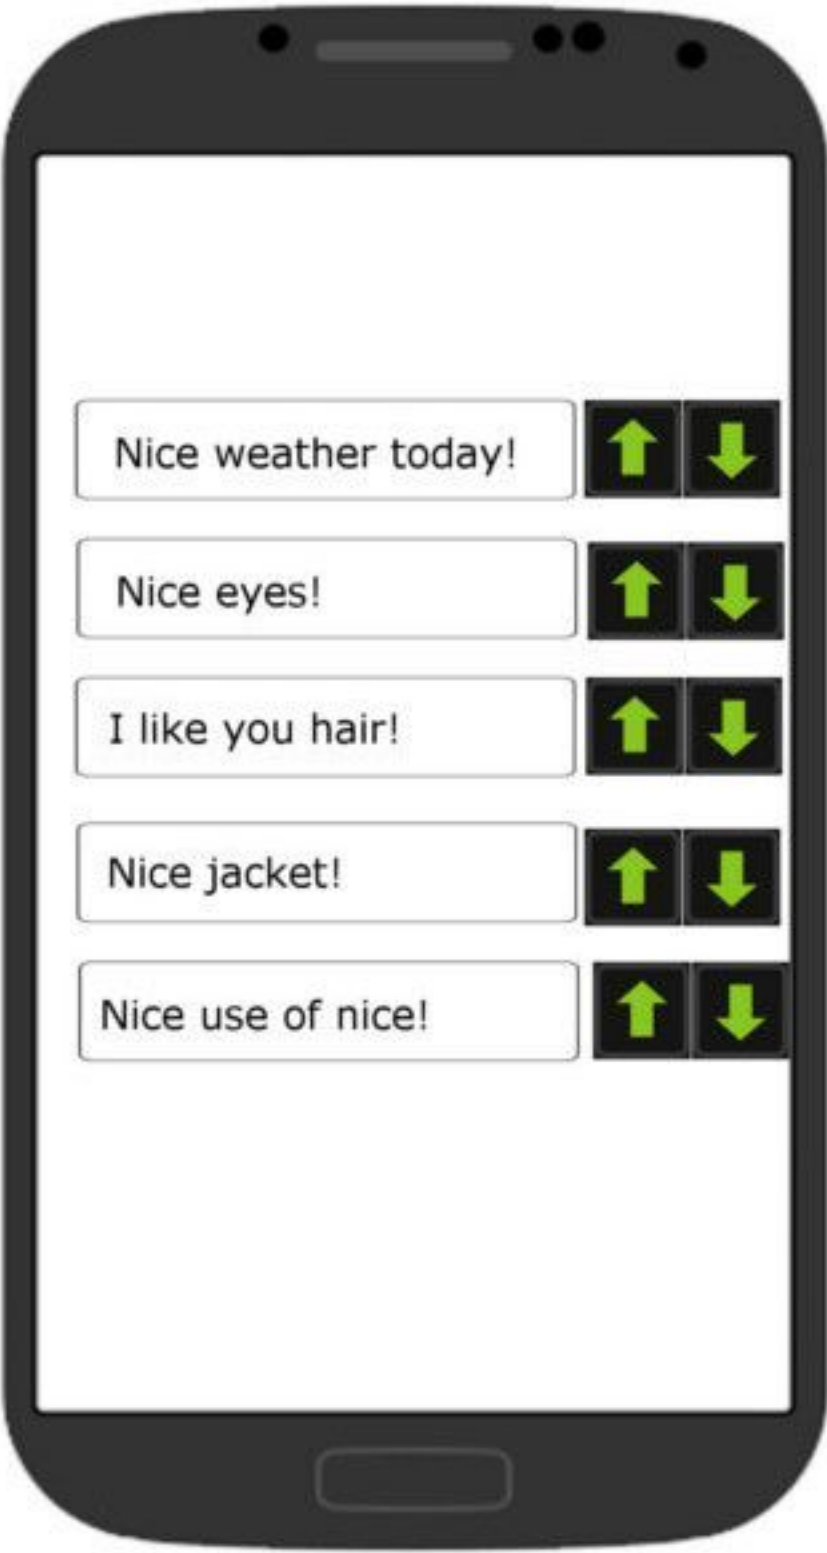 Nice weather today!
Nice eyes!
I like you hair!
Nice jacket!
Nice use of nice!